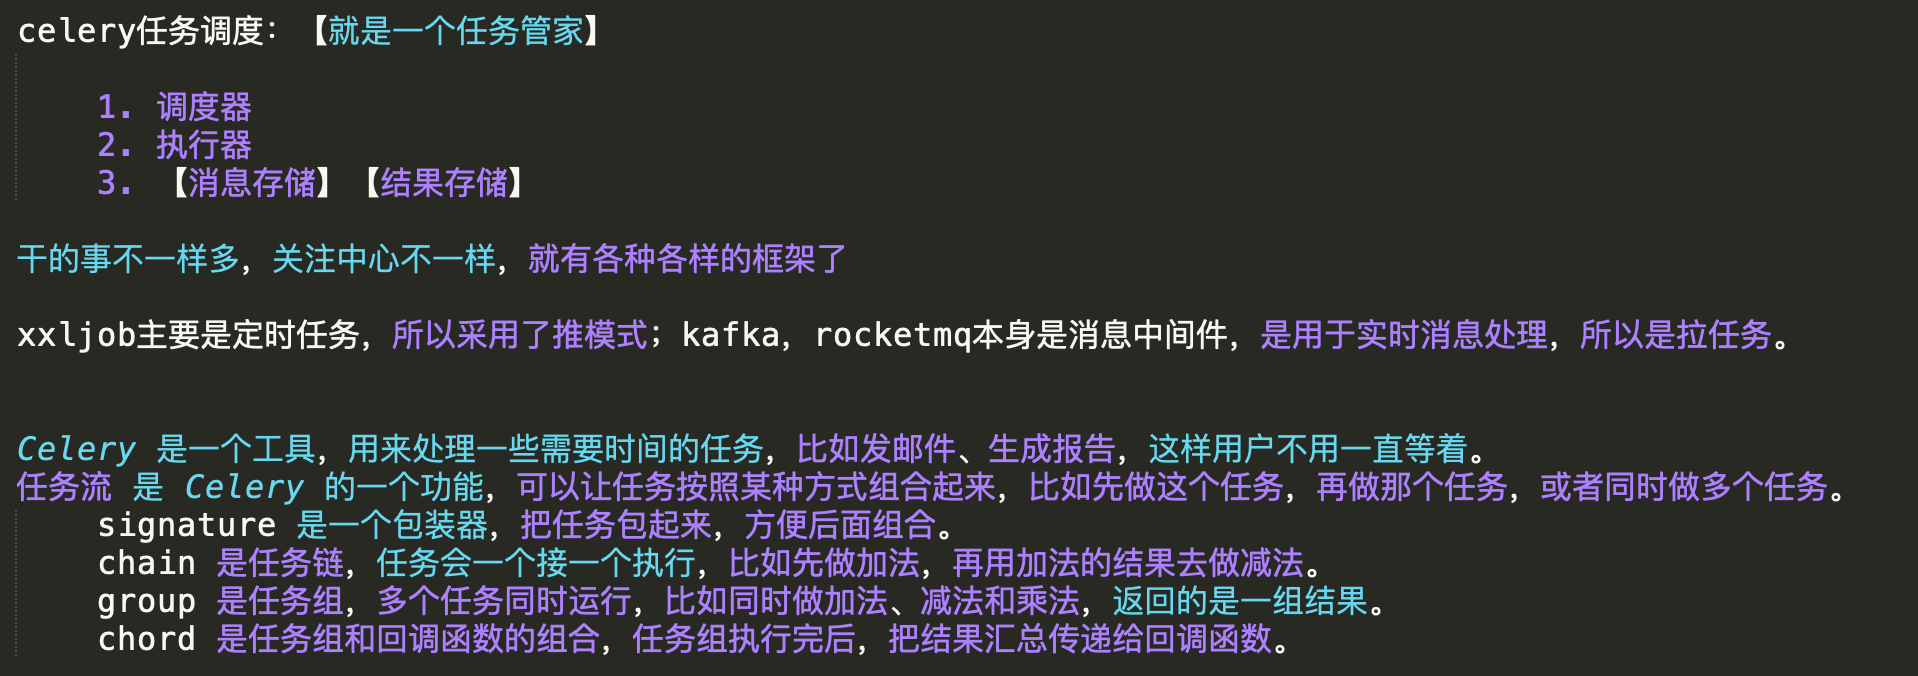 celery任务调度：【就是一个任务管家】
1. 调度器
2. 执行器
3. 【消息存储】【结果存储】
干的事不一样多，关注中心不一样，就有各种各样的框架了
xxljob主要是定时任务，所以采用了推模式；kafka，rocketmq本身是消息中间件，是用于实时消息处理，所以是拉任务。
Celery 是一个工具，用来处理一些需要时间的任务，比如发邮件、生成报告，这样用户不用一直等着。
任务流 是 Celery 的一个功能，可以让任务按照某种方式组合起来，比如先做这个任务，再做那个任务，或者同时做多个任务。
signature 是一个包装器，把任务包起来，方便后面组合。
chain 是任务链，任务会一个接一个执行，比如先做加法，再用加法的结果去做减法。
group 是任务组，多个任务同时运行，比如同时做加法、减法和乘法，返回的是一组结果。
chord 是任务组和回调函数的组合，任务组执行完后，把结果汇总传递给回调函数。